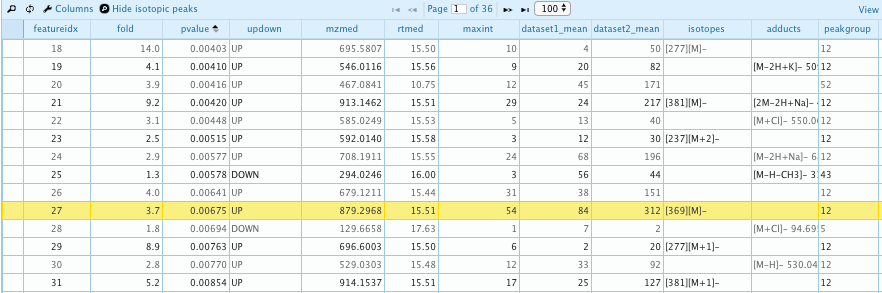 Columns Hide isotopic peaks Page 1 of 36 100 View
featureidx fold pvalue updown mzmed rtmed maxint dataset1_mean dataset2_mean isotopes adducts peakgroup
18 14.0 0.00403 UP 695.5807 15.50 10 4 50 [277][M]- 12
19 4.1 0.00410 UP 546.0116 15.56 9 20 82 [M-2H+K]- 50 12
20 3.9 0.00416 UP 467.0841 10.75 12 45 171 52
21 9.2 0.00420 UP 913.1462 15.51 29 24 217 [381][M]- [2M-2H+Na]- 12
22 3.1 0.00448 UP 585.0249 15.53 5 13 40 [M+Cl]- 550.0 12
23 2.5 0.00515 UP 592.0140 15.58 3 12 30 [237][M+2]- 12
24 2.9 0.00577 UP 708.1911 15.55 24 68 196 [M-2H+Na]- 6 12
25 1.3 0.00578 DOWN 294.0246 16.00 3 56 44 [M-H-CH3]- 3 43
26 4.0 0.00641 UP 679.1211 15.44 31 38 151 12
27 3.7 0.00675 UP 879.2968 15.51 54 84 312 [369][M]- 12
28 1.8 0.00694 DOWN 129.6658 17.63 1 7 2 [M+Cl]- 94.69 5
29 8.9 0.00763 UP 696.6003 15.50 6 2 20 [277][M+1]- 12
30 2.8 0.00770 UP 529.0303 15.48 12 33 92 [M-H]- 530.04 12
31 5.2 0.00854 UP 914.1537 15.51 17 25 127 [381][M+1]- 12